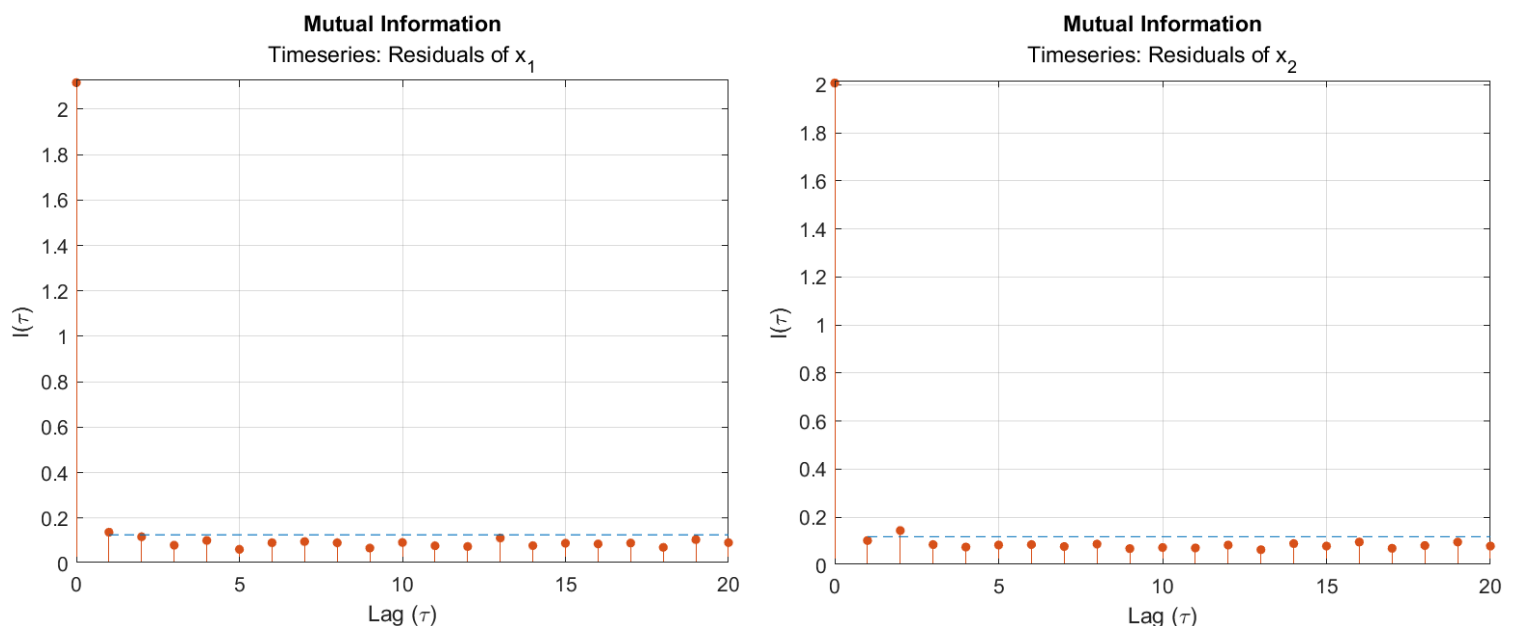 Mutual Information
Timeseries: Residuals of x₁
2
1.8
1.6
1.4
1.2
1
0.8
0.6
0.4
0.2
0
I(τ)
0 5 10 15 20
Lag (τ)
Mutual Information
Timeseries: Residuals of x₂
2
1.8
1.6
1.4
1.2
1
0.8
0.6
0.4
0.2
0
I(τ)
0 5 10 15 20
Lag (τ)